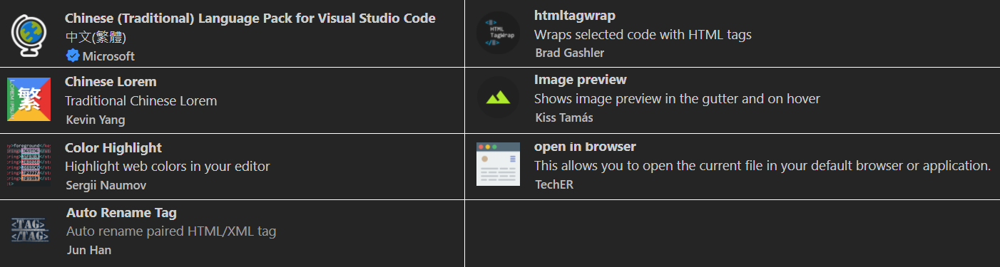 Chinese (Traditional) Language Pack for Visual Studio Code
中文(繁體)
Microsoft
Chinese Lorem
Traditional Chinese Lorem
Kevin Yang
繁
Color Highlight
Highlight web colors in your editor
Sergii Naumov
Auto Rename Tag
Auto rename paired HTML/XML tag
Jun Han
<TAG>
</TAG>
htmltagwrap
Wraps selected code with HTML tags
Brad Gashler
HTML
TagWrap
Image preview
Shows image preview in the gutter and on hover
Kiss Tamás
open in browser
This allows you to open the current file in your default browser or application.
TechER